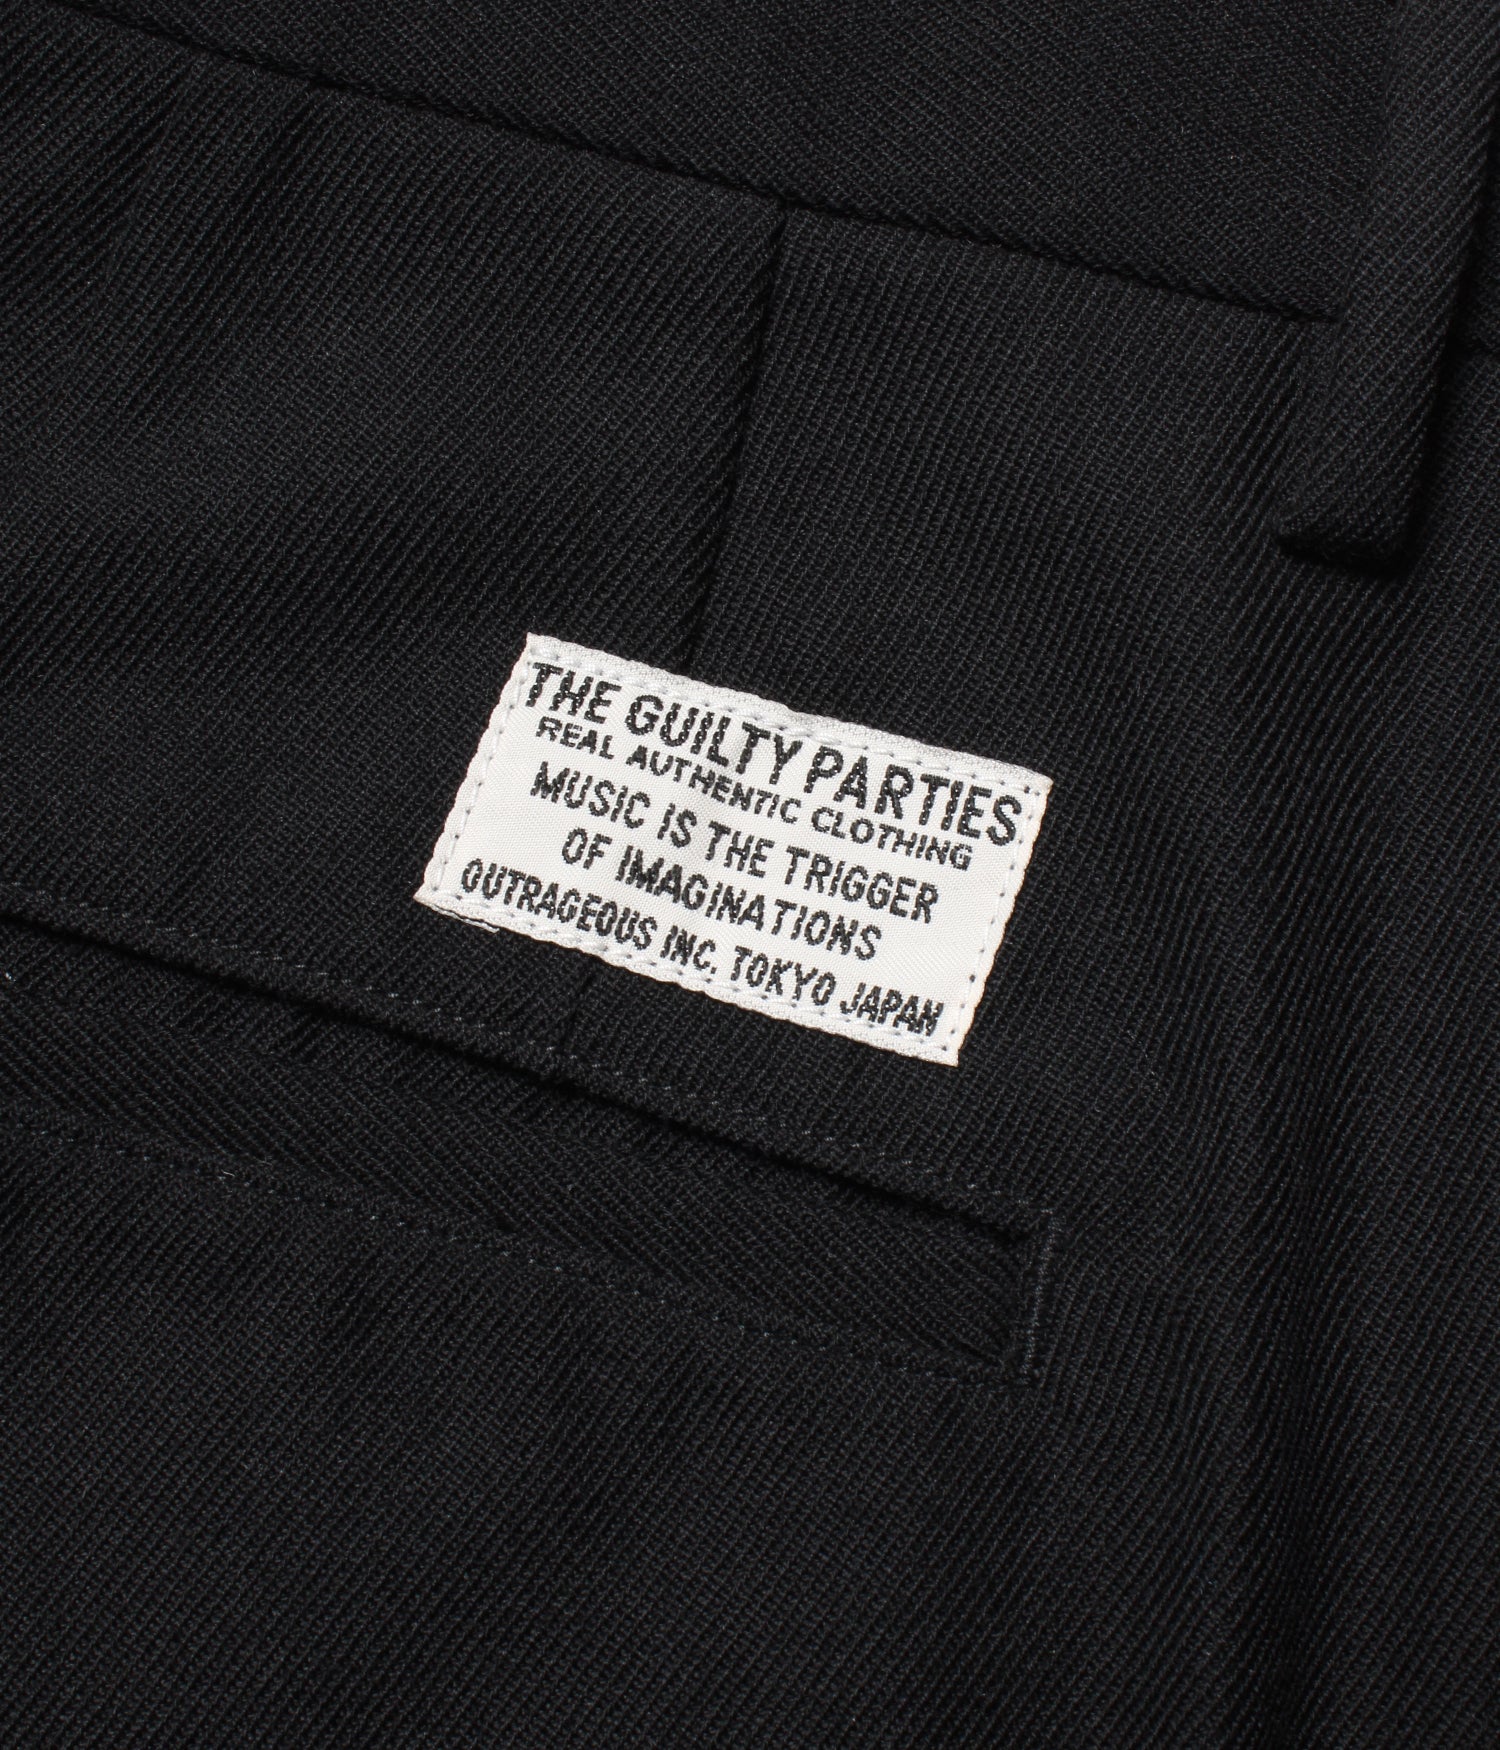 THE GUILTY PARTIES
REAL AUTHENTIC CLOTHING
MUSIC IS THE TRIGGER
OF IMAGINATIONS
OUTRAGEOUS INC. TOKYO JAPAN